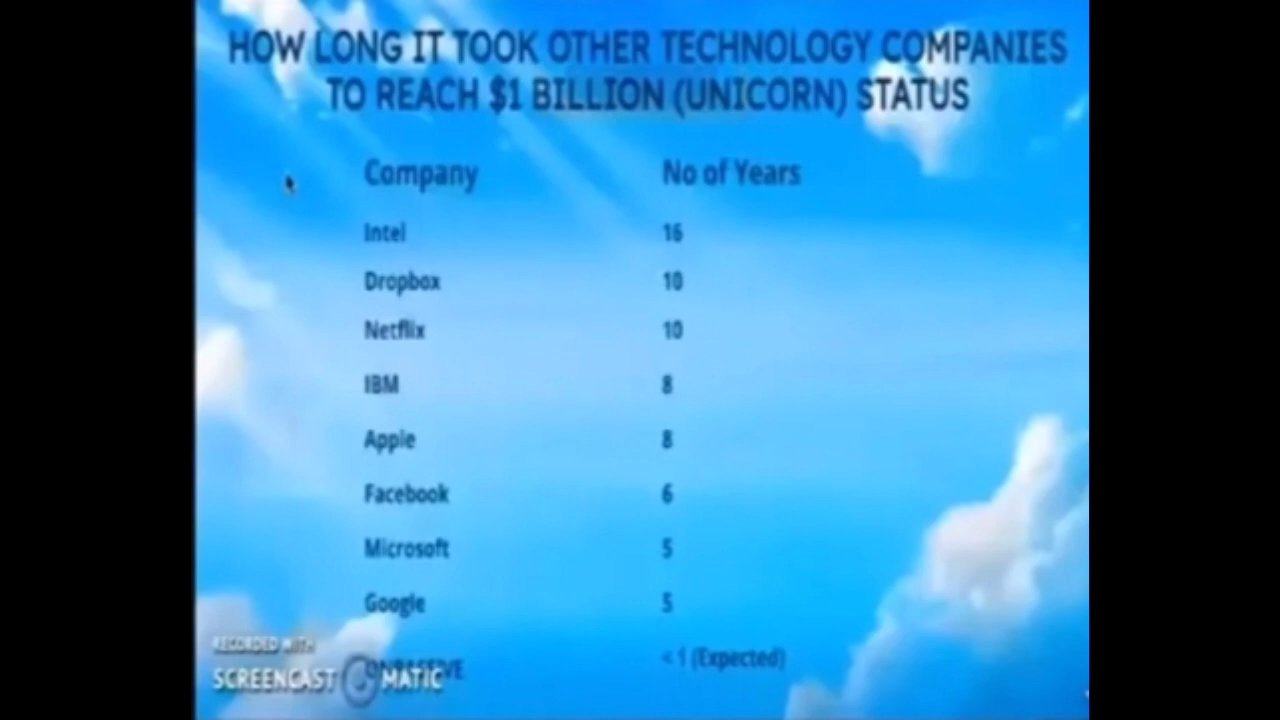 HOW LONG IT TOOK OTHER TECHNOLOGY COMPANIES
TO REACH $1 BILLION (UNICORN) STATUS
Company No of Years
Intel 16
Dropbox 10
Netflix 10
IBM 8
Apple 8
Facebook 6
Microsoft 5
Google 5
ONPASSIVE < 1 (Expected)
RECORDED WITH
SCREENCAST MATIC